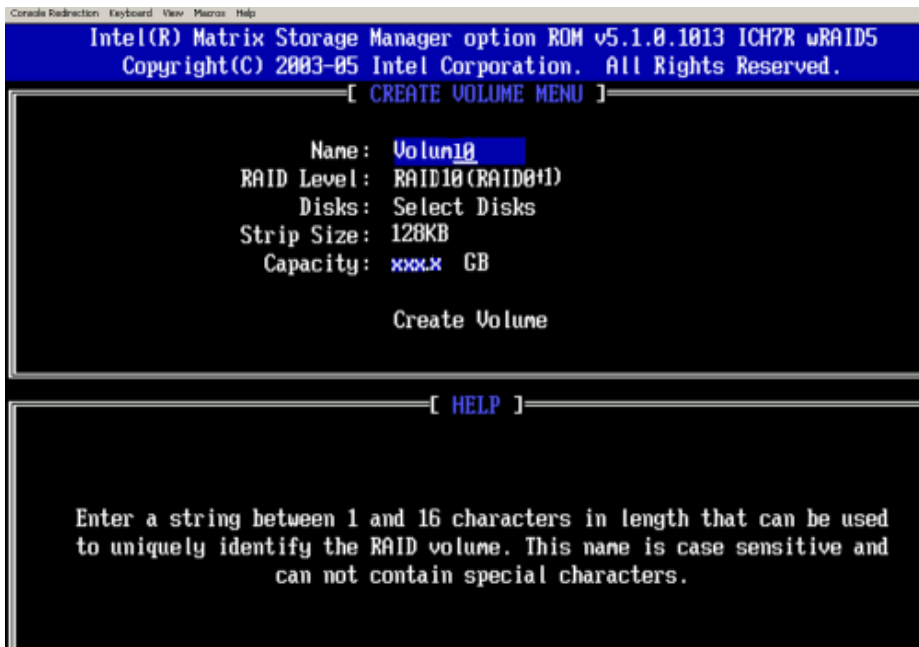 Console Redirection Keyboard View Macros Help
Intel(R) Matrix Storage Manager option ROM v5.1.0.1013 ICH7R wRAID5
Copyright(C) 2003-05 Intel Corporation. All Rights Reserved.
[ CREATE VOLUME MENU ]
Name: Volum10
RAID Level: RAID10(RAID0+1)
Disks: Select Disks
Strip Size: 128KB
Capacity: xxx.x GB
Create Volume
[ HELP ]
Enter a string between 1 and 16 characters in length that can be used
to uniquely identify the RAID volume. This name is case sensitive and
can not contain special characters.